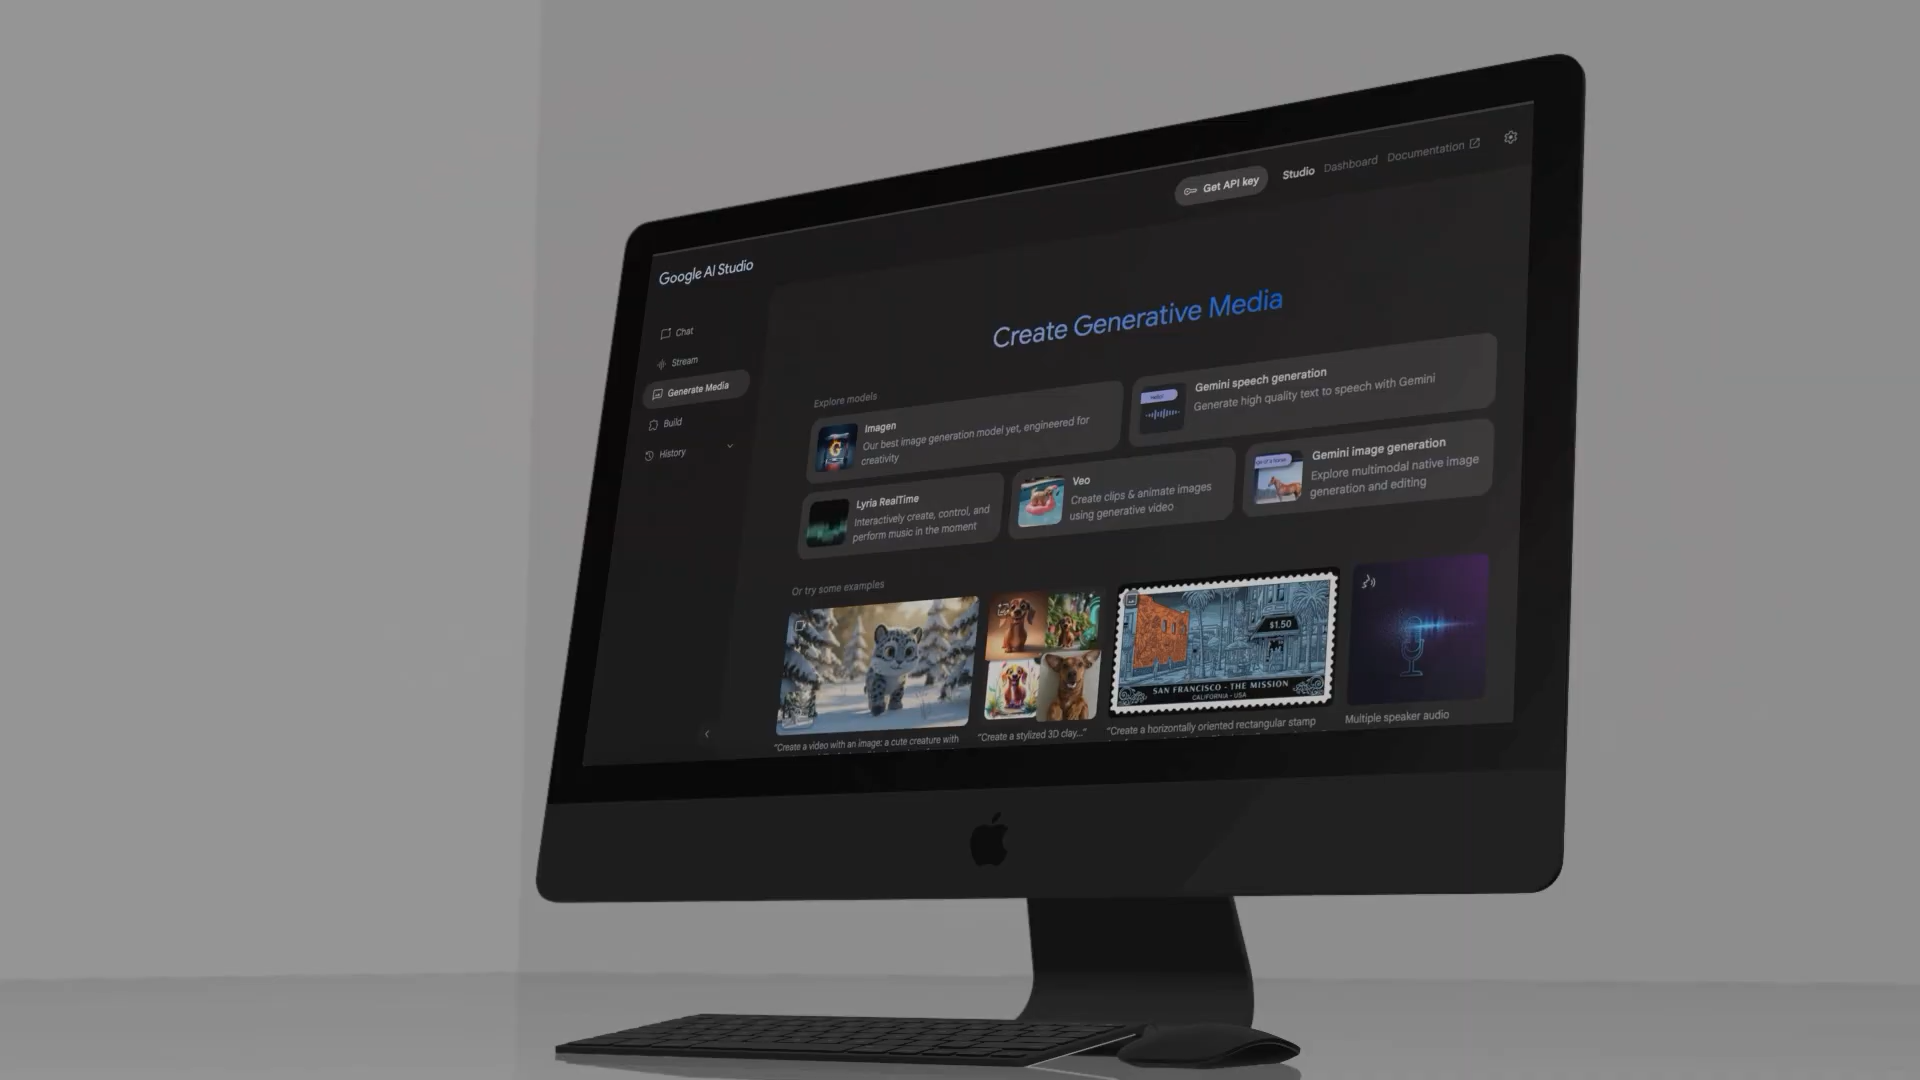 Get API key
Studio
Dashboard
Documentation
Google AI Studio
Chat
Stream
Generate Media
Build
History
Create Generative Media
Explore models
Imagen
Our best image generation model yet, engineered for
creativity
Gemini speech generation
Generate high quality text to speech with Gemini
Lyria RealTime
Interactively create, control, and
perform music in the moment
Veo
Create clips & animate images
using generative video
Gemini image generation
Explore multimodal native image
generation and editing
Or try some examples
$1.50
SAN FRANCISCO - THE MISSION
CALIFORNIA - USA
"Create a video with an image: a cute creature with
"Create a stylized 3D clay..."
"Create a horizontally oriented rectangular stamp
Multiple speaker audio